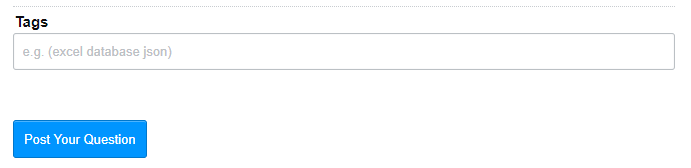 Tags
e.g. (excel database json)
Post Your Question